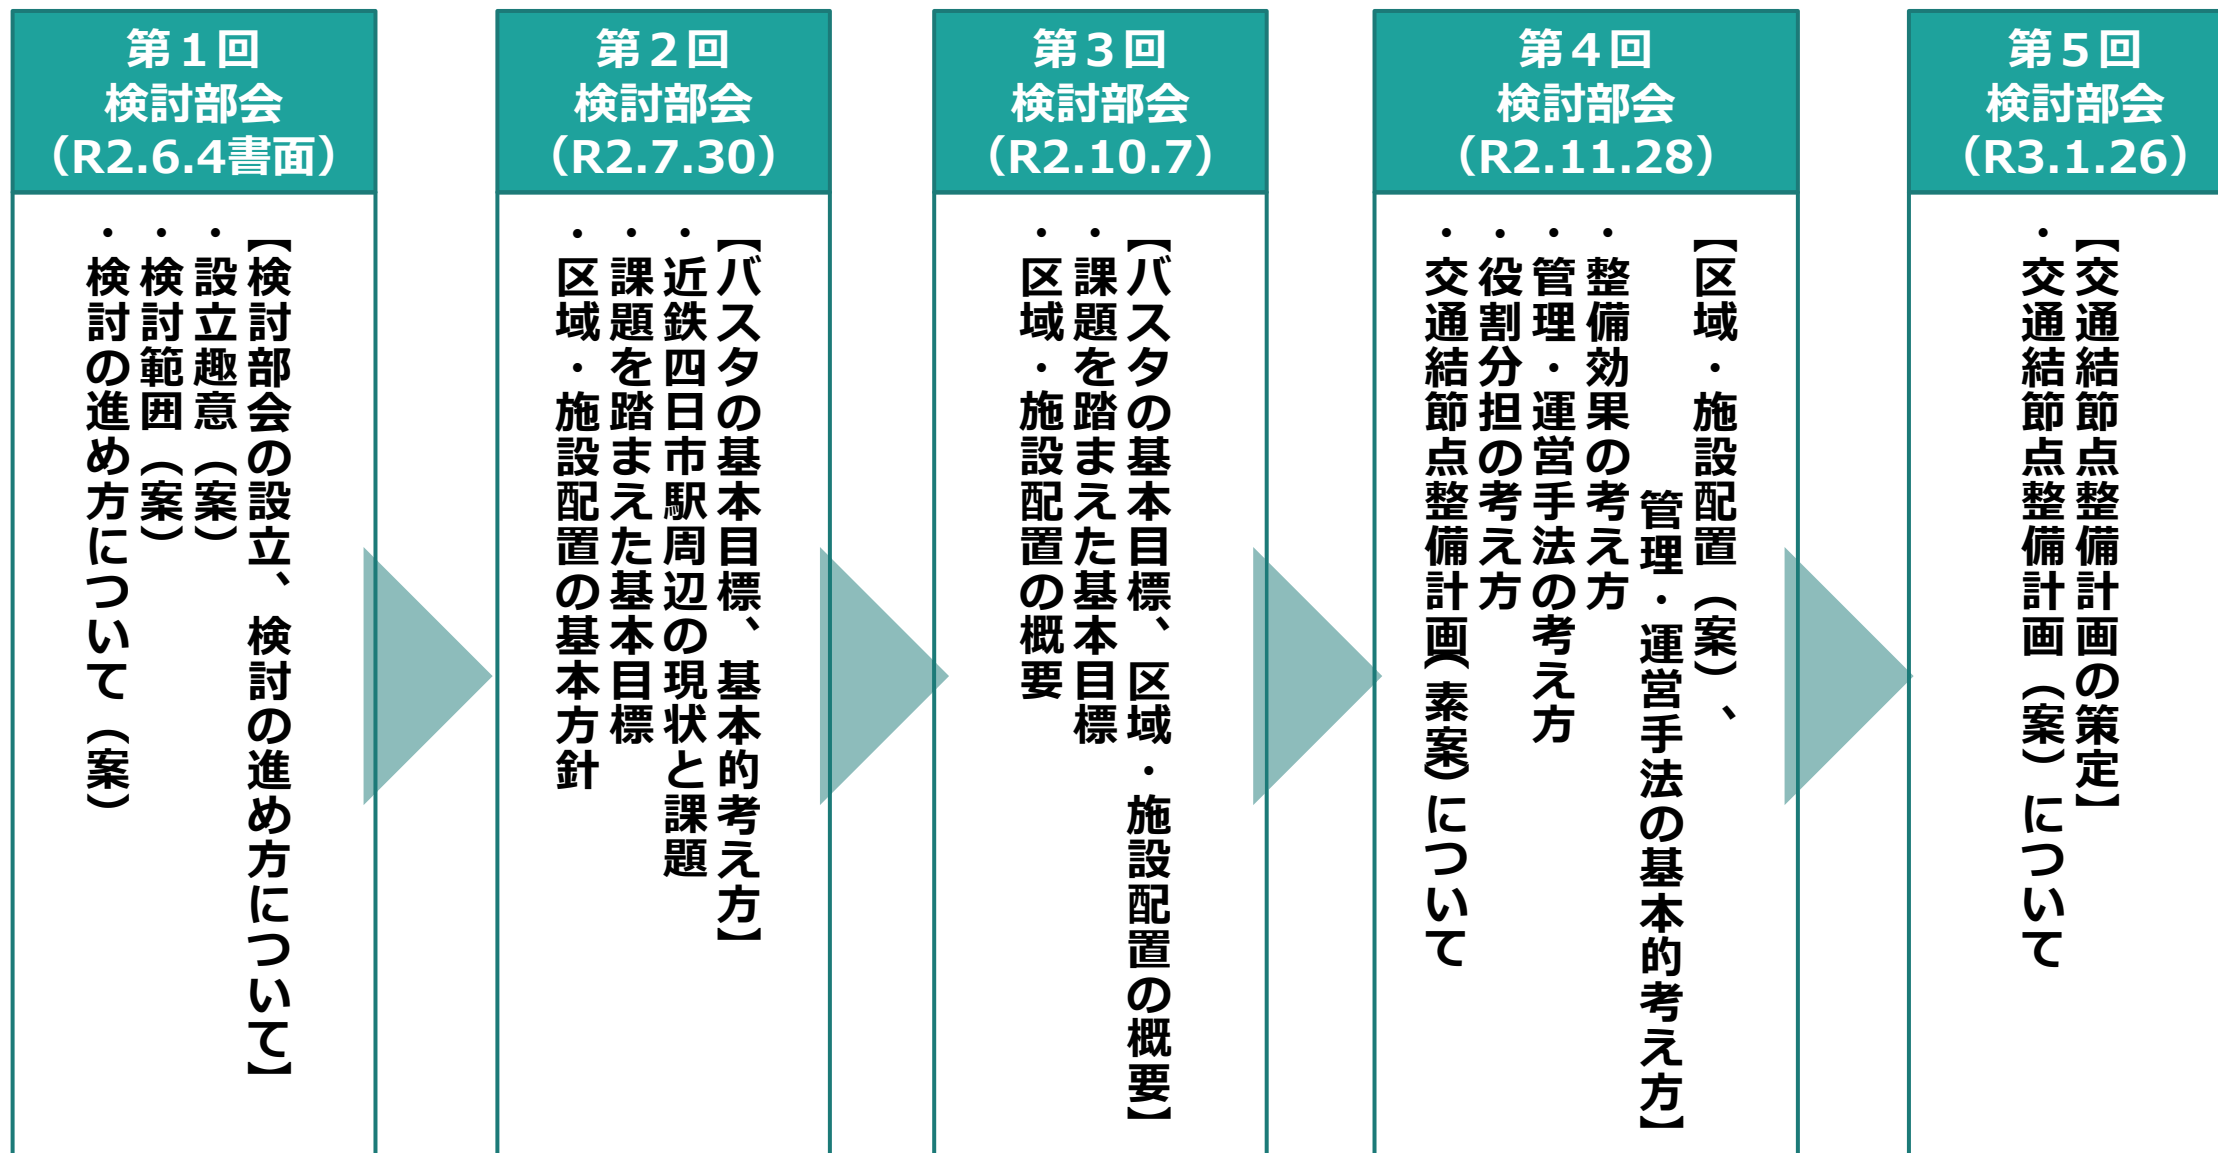 第１回
検討部会
（R2.6.4書面）
【検討部会の設立、検討の進め方について】
・設立趣意（案）
・検討範囲（案）
・検討の進め方について（案）
第２回
検討部会
（R2.7.30）
【バスタの基本目標、基本的考え方】
・近鉄四日市駅周辺の現状と課題
・課題を踏まえた基本目標
・区域・施設配置の基本方針
第３回
検討部会
（R2.10.7）
【バスタの基本目標、区域・施設配置の概要】
・課題を踏まえた基本目標
・区域・施設配置の概要
第４回
検討部会
（R2.11.28）
【区域・施設配置（案）、
管理・運営手法の基本的考え方】
・整備効果の考え方
・管理・運営手法の考え方
・役割分担の考え方
・交通結節点整備計画（素案）について
第５回
検討部会
（R3.1.26）
【交通結節点整備計画の策定】
・交通結節点整備計画（案）について